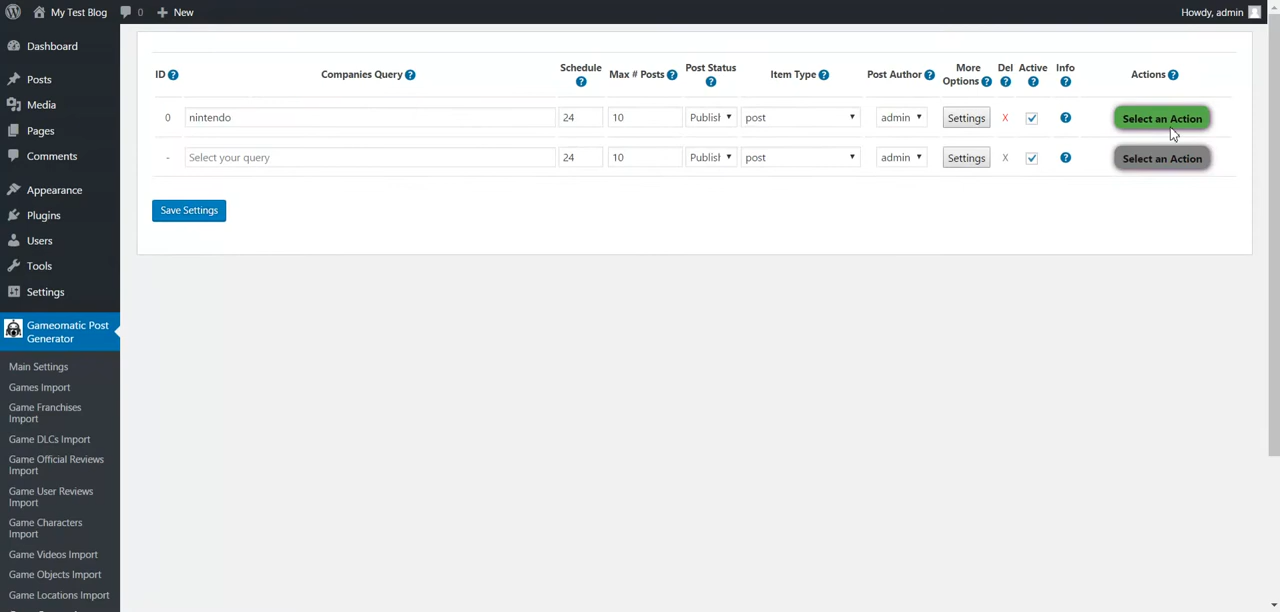 My Test Blog 0 New Howdy, admin
Dashboard
Posts
Media
Pages
Comments
Appearance
Plugins
Users
Tools
Settings
Gameomatic Post
Generator
Main Settings
Games Import
Game Franchises
Import
Game DLCs Import
Game Official Reviews
Import
Game User Reviews
Import
Game Characters
Import
Game Videos Import
Game Objects Import
Game Locations Import
ID ? Companies Query ? Schedule ? Max # Posts ? Post Status ? Item Type ? Post Author ? More Options ? Del ? Active ? Info ? Actions ?
0 nintendo 24 10 Publish post admin Settings X ? Select an Action
- Select your query 24 10 Publish post admin Settings X ? Select an Action
Save Settings